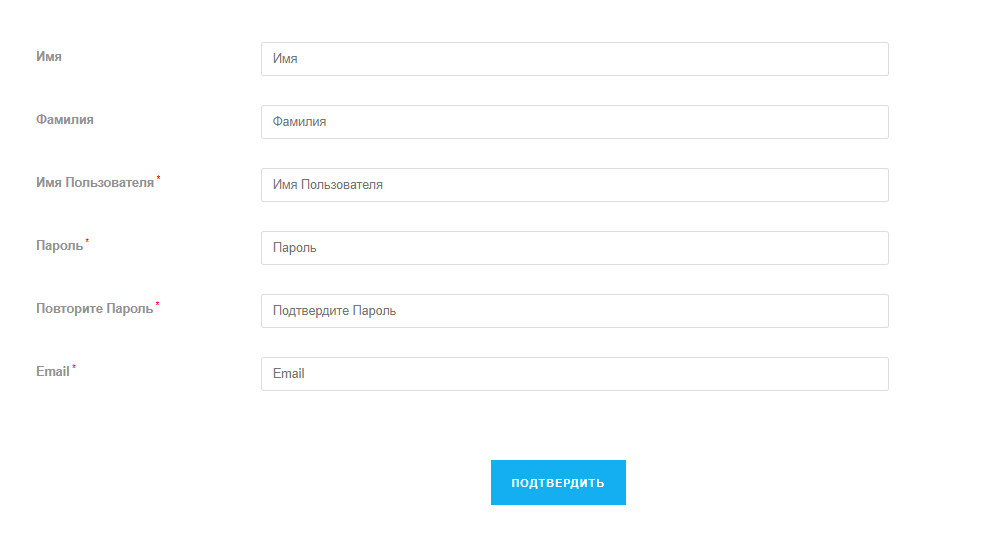 Имя
Имя
Фамилия
Фамилия
Имя Пользователя*
Имя Пользователя
Пароль*
Пароль
Повторите Пароль*
Подтвердите Пароль
Email*
Email
ПОДТВЕРДИТЬ